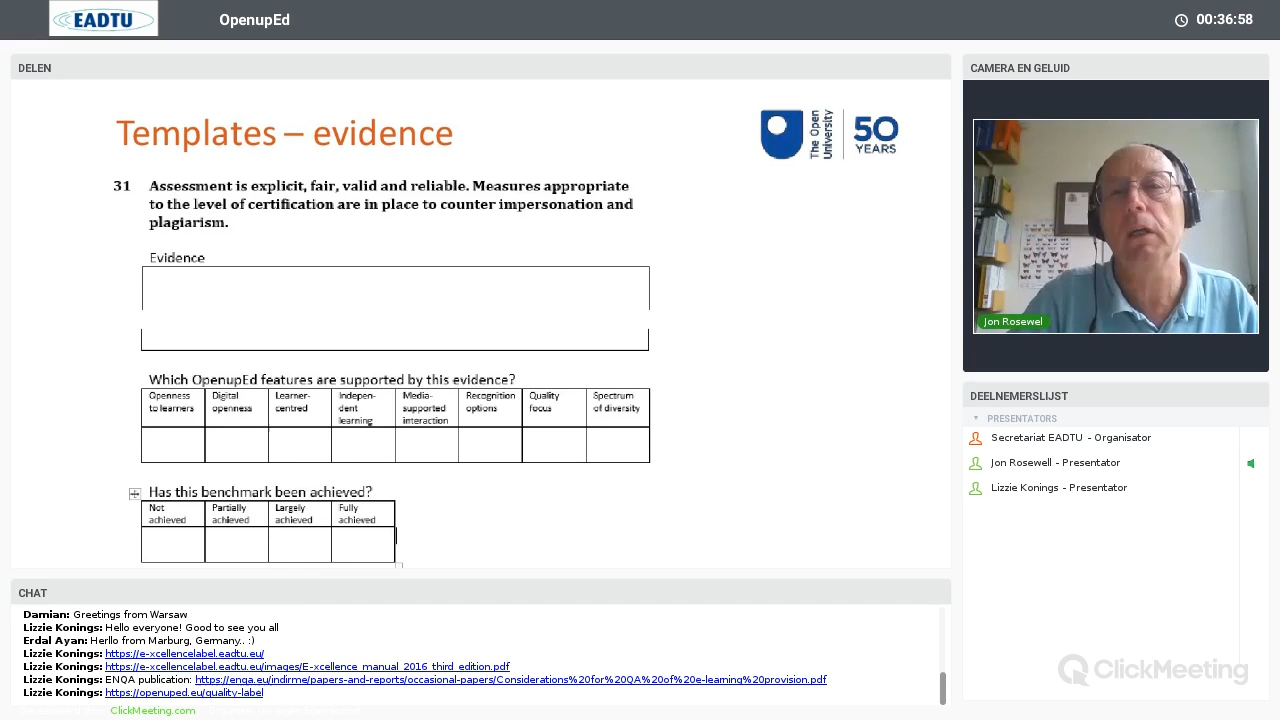 EADTU
OpenupEd
00:36:58
DELEN
Templates – evidence
The Open
University
50
YEARS
31 Assessment is explicit, fair, valid and reliable. Measures appropriate
to the level of certification are in place to counter impersonation and
plagiarism.
Evidence
Which OpenupEd features are supported by this evidence?
Openness to learners
Digital openness
Learner-centred
Indepen-dent learning
Media-supported interaction
Recognition options
Quality focus
Spectrum of diversity
Has this benchmark been achieved?
Not achieved
Partially achieved
Largely achieved
Fully achieved
CAMERA EN GELUID
Jon Rosewel
DEELNEMERSLIJST
PRESENTATORS
Secretariat EADTU - Organisator
Jon Rosewell - Presentator
Lizzie Konings - Presentator
CHAT
Damian: Greetings from Warsaw
Lizzie Konings: Hello everyone! Good to see you all
Erdal Ayan: Herllo from Marburg, Germany.. :)
Lizzie Konings: https://e-xcellencelabel.eadtu.eu/
Lizzie Konings: https://e-xcellencelabel.eadtu.eu/images/E-xcellence_manual_2016_third_edition.pdf
Lizzie Konings: ENQA publication: https://enqa.eu/indirme/papers-and-reports/occasional-papers/Considerations%20for%20QA%20of%20e-learning%20provision.pdf
Lizzie Konings: https://openuped.eu/quality-label
ClickMeeting.com
ClickMeeting